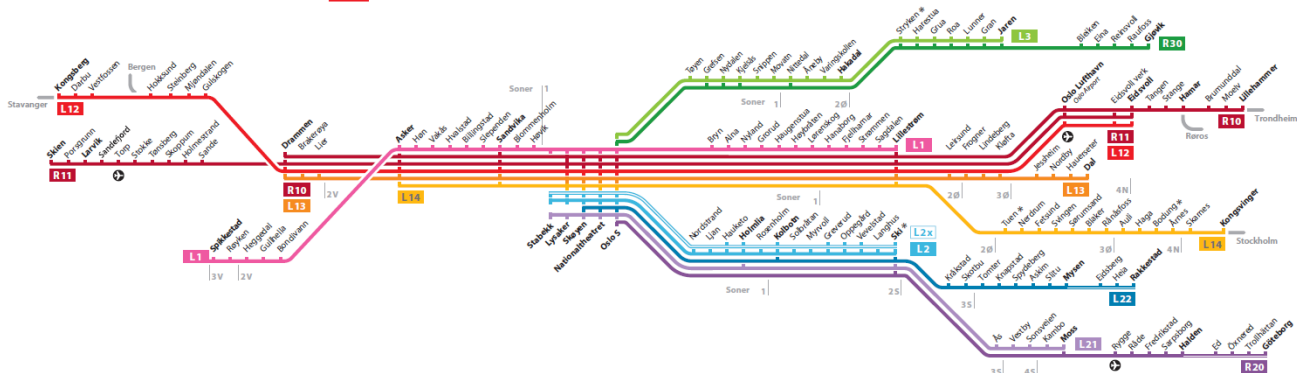 Stavanger
Kongsberg
Darbu
Vestfossen
Bergen
Hokksund
Steinberg
Mjøndalen
Gulskogen
L12
Skien
Porsgrunn
Larvik
Sandefjord
Torp
Stokke
Tønsberg
Skoppum
Holmestrand
Sande
R11
Drammen
Brakerøya
Lier
R10
L13
2V
L1
Spikkestad
Røyken
Heggedal
Gullhella
Bondivann
3V
2V
Asker
Høn
Vakås
Hvalstad
Billingstad
Slependen
Sandvika
Blommenholm
Høvik
Soner
1
L14
Stabekk
Lysaker
Skøyen
Nationaltheatret
Oslo S
Tøyen
Grefsen
Nydalen
Kjelsås
Snippen
Movatn
Nittedal
Åneby
Varingskollen
Hakadal
Soner
1
2Ø
Stryken *
Harestua
Grua
Roa
Lunner
Gran
Jaren
L3
Bleiken
Eina
Reinsvoll
Raufoss
Gjøvik
R30
Bryn
Alna
Nyland
Grorud
Haugenstua
Høybråten
Lørenskog
Hanaborg
Fjellhamar
Strømmen
Sagdalen
Lillestrøm
L1
Leirsund
Frogner
Lindeberg
Kløfta
Oslo Lufthavn
Oslo Airport
Eidsvoll verk
Eidsvoll
Tangen
Stange
Hamar
Brumunddal
Moelv
Lillehammer
Trondheim
Røros
R10
R11
L12
Jessheim
Nordby
Hauerseter
Dal
L13
Soner
1
2Ø
3Ø
4N
Tuen *
Nerdrum
Fetsund
Svingen
Sørumsand
Blaker
Rånåsfoss
Auli
Haga
Bodung *
Årnes
Skarnes
Kongsvinger
L14
Stockholm
2Ø
3Ø
4N
Nordstrand
Ljan
Hauketo
Holmlia
Rosenholm
Kolbotn
Solbråtan
Myrvoll
Greverud
Oppegård
Vevelstad
Langhus
Ski *
L2x
L2
Soner
1
2S
Kråkstad
Skotbu
Tomter
Knapstad
Spydeberg
Askim
Slitu
Mysen
Eidsberg
Heia
Rakkestad
L22
3S
Ås
Vestby
Sonsveien
Kambo
Moss
L21
Rygge
Råde
Fredrikstad
Sarpsborg
Halden
Ed
Öxnered
Trollhättan
Göteborg
R20
3S
4S